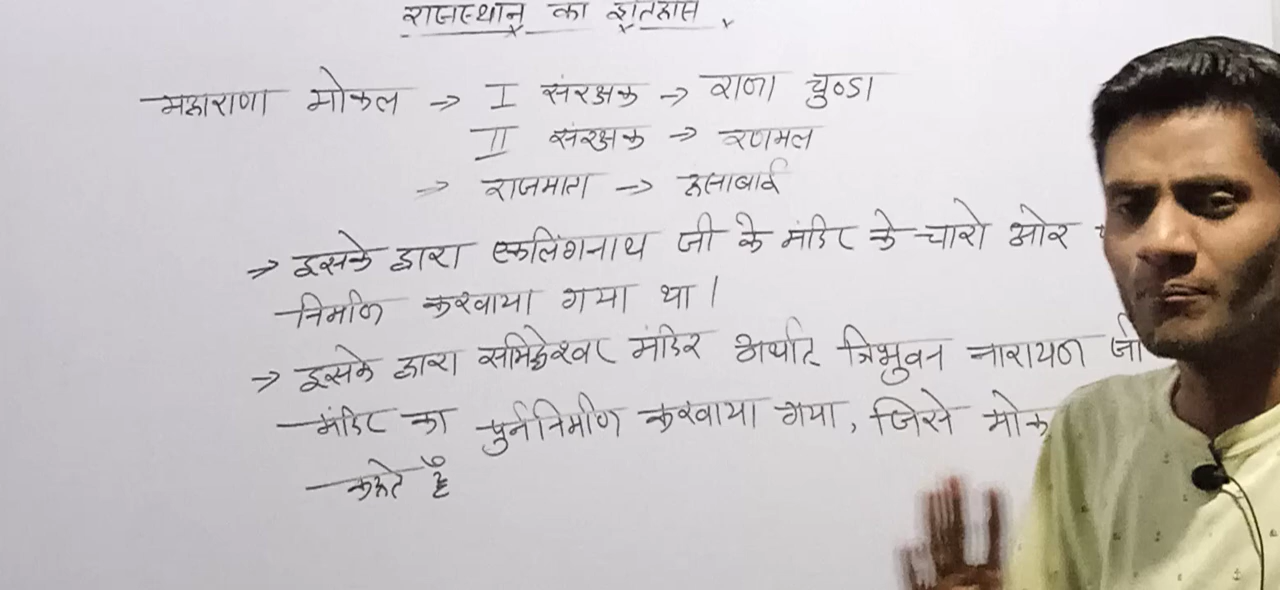 राजस्थान का इतिहास
महाराणा मोकल → I संरक्षक → राजा चुण्डा
II संरक्षक → रणमल
→ राजमाता → हंसाबाई
→ इसके द्वारा एकलिंगनाथ जी के मंदिर के चारो ओर
निर्माण करवाया गया था।
→ इसके द्वारा समिद्धेश्वर मंदिर अर्थात त्रिभुवन नारायण जी
मंदिर का पुर्ननिर्माण करवाया गया, जिसे मोक
कहते हैं